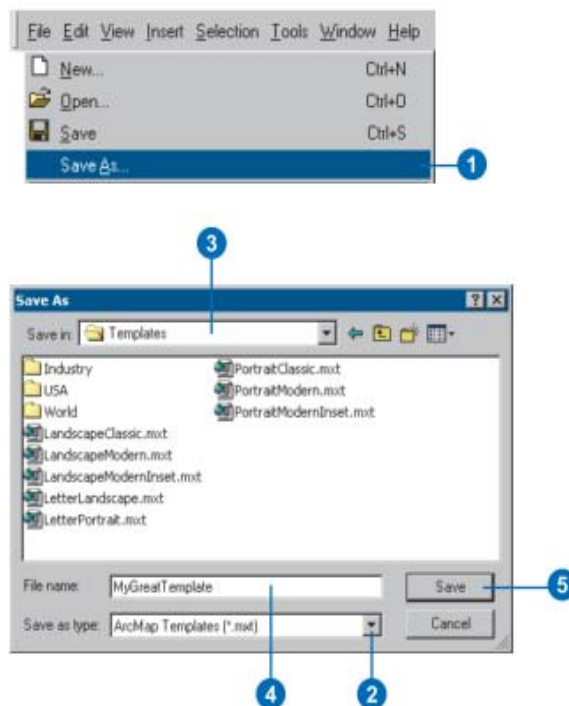 File Edit View Insert Selection Tools Window Help
New... Ctrl+N
Open... Ctrl+O
Save Ctrl+S
Save As...
1
3
Save As
Save in: Templates
Industry
USA
World
LandscapeClassic.mxt
LandscapeModern.mxt
LandscapeModernInset.mxt
LetterLandscape.mxt
LetterPortrait.mxt
PortraitClassic.mxt
PortraitModern.mxt
PortraitModernInset.mxt
File name: MyGreatTemplate Save
5
Save as type: ArcMap Templates (*.mxt) Cancel
4
2